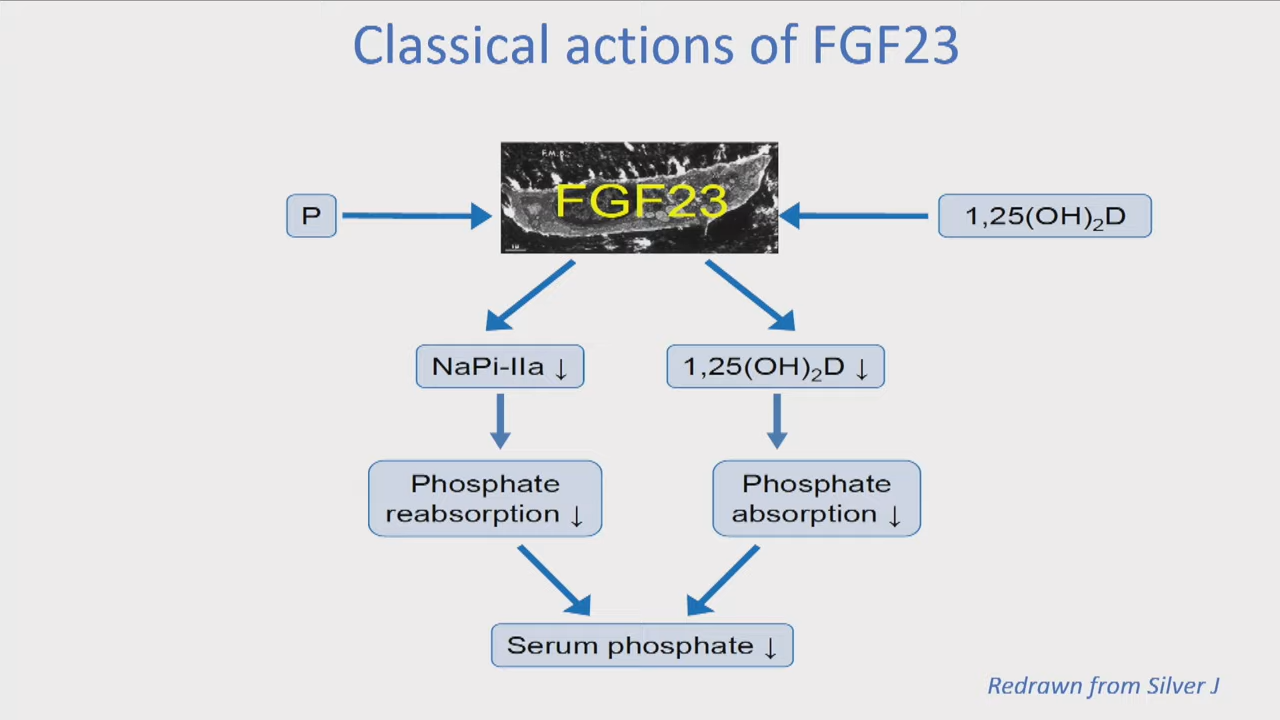 Classical actions of FGF23
P
FGF23
1,25(OH)₂D
NaPi-IIa ↓
1,25(OH)₂D ↓
Phosphate
reabsorption ↓
Phosphate
absorption ↓
Serum phosphate ↓
Redrawn from Silver J